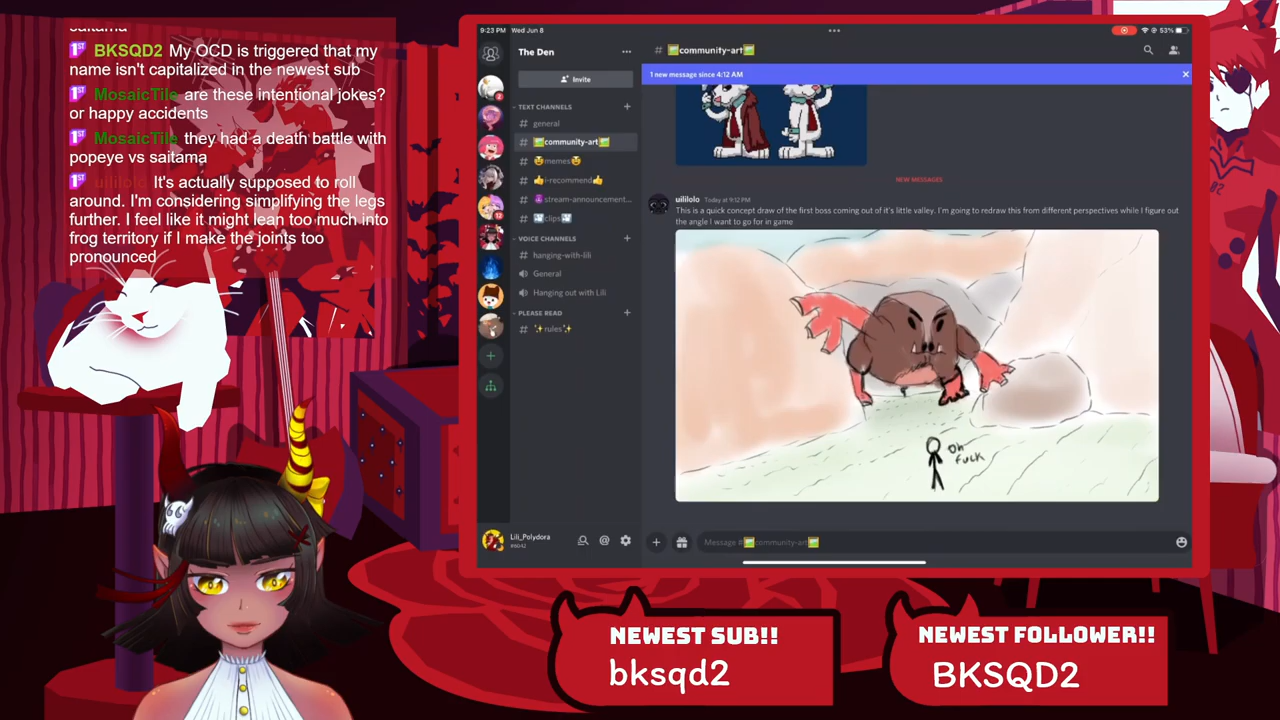 saitama
BKSQD2 My OCD is triggered that my
name isn't capitalized in the newest sub
MosaicTile are these intentional jokes?
or happy accidents
MosaicTile they had a death battle with
popeye vs saitama
uililolo It's actually supposed to roll
around. I'm considering simplifying the legs
further. I feel like it might lean too much into
frog territory if I make the joints too
pronounced
9:23 PM Wed Jun 8
53%
The Den
Invite
TEXT CHANNELS
# general
# community-art
# memes
# i-recommend
# stream-announcement...
# clips
VOICE CHANNELS
# hanging-with-lili
General
Hanging out with Lili
PLEASE READ
# rules
Lili_Polydora
#6042
# community-art
1 new message since 4:12 AM
NEW MESSAGES
uililolo Today at 9:12 PM
This is a quick concept draw of the first boss coming out of it's little valley. I'm going to redraw this from different perspectives while I figure out
the angle I want to go for in game
Oh
fuck
Message #community-art
NEWEST SUB!!
bksqd2
NEWEST FOLLOWER!!
BKSQD2